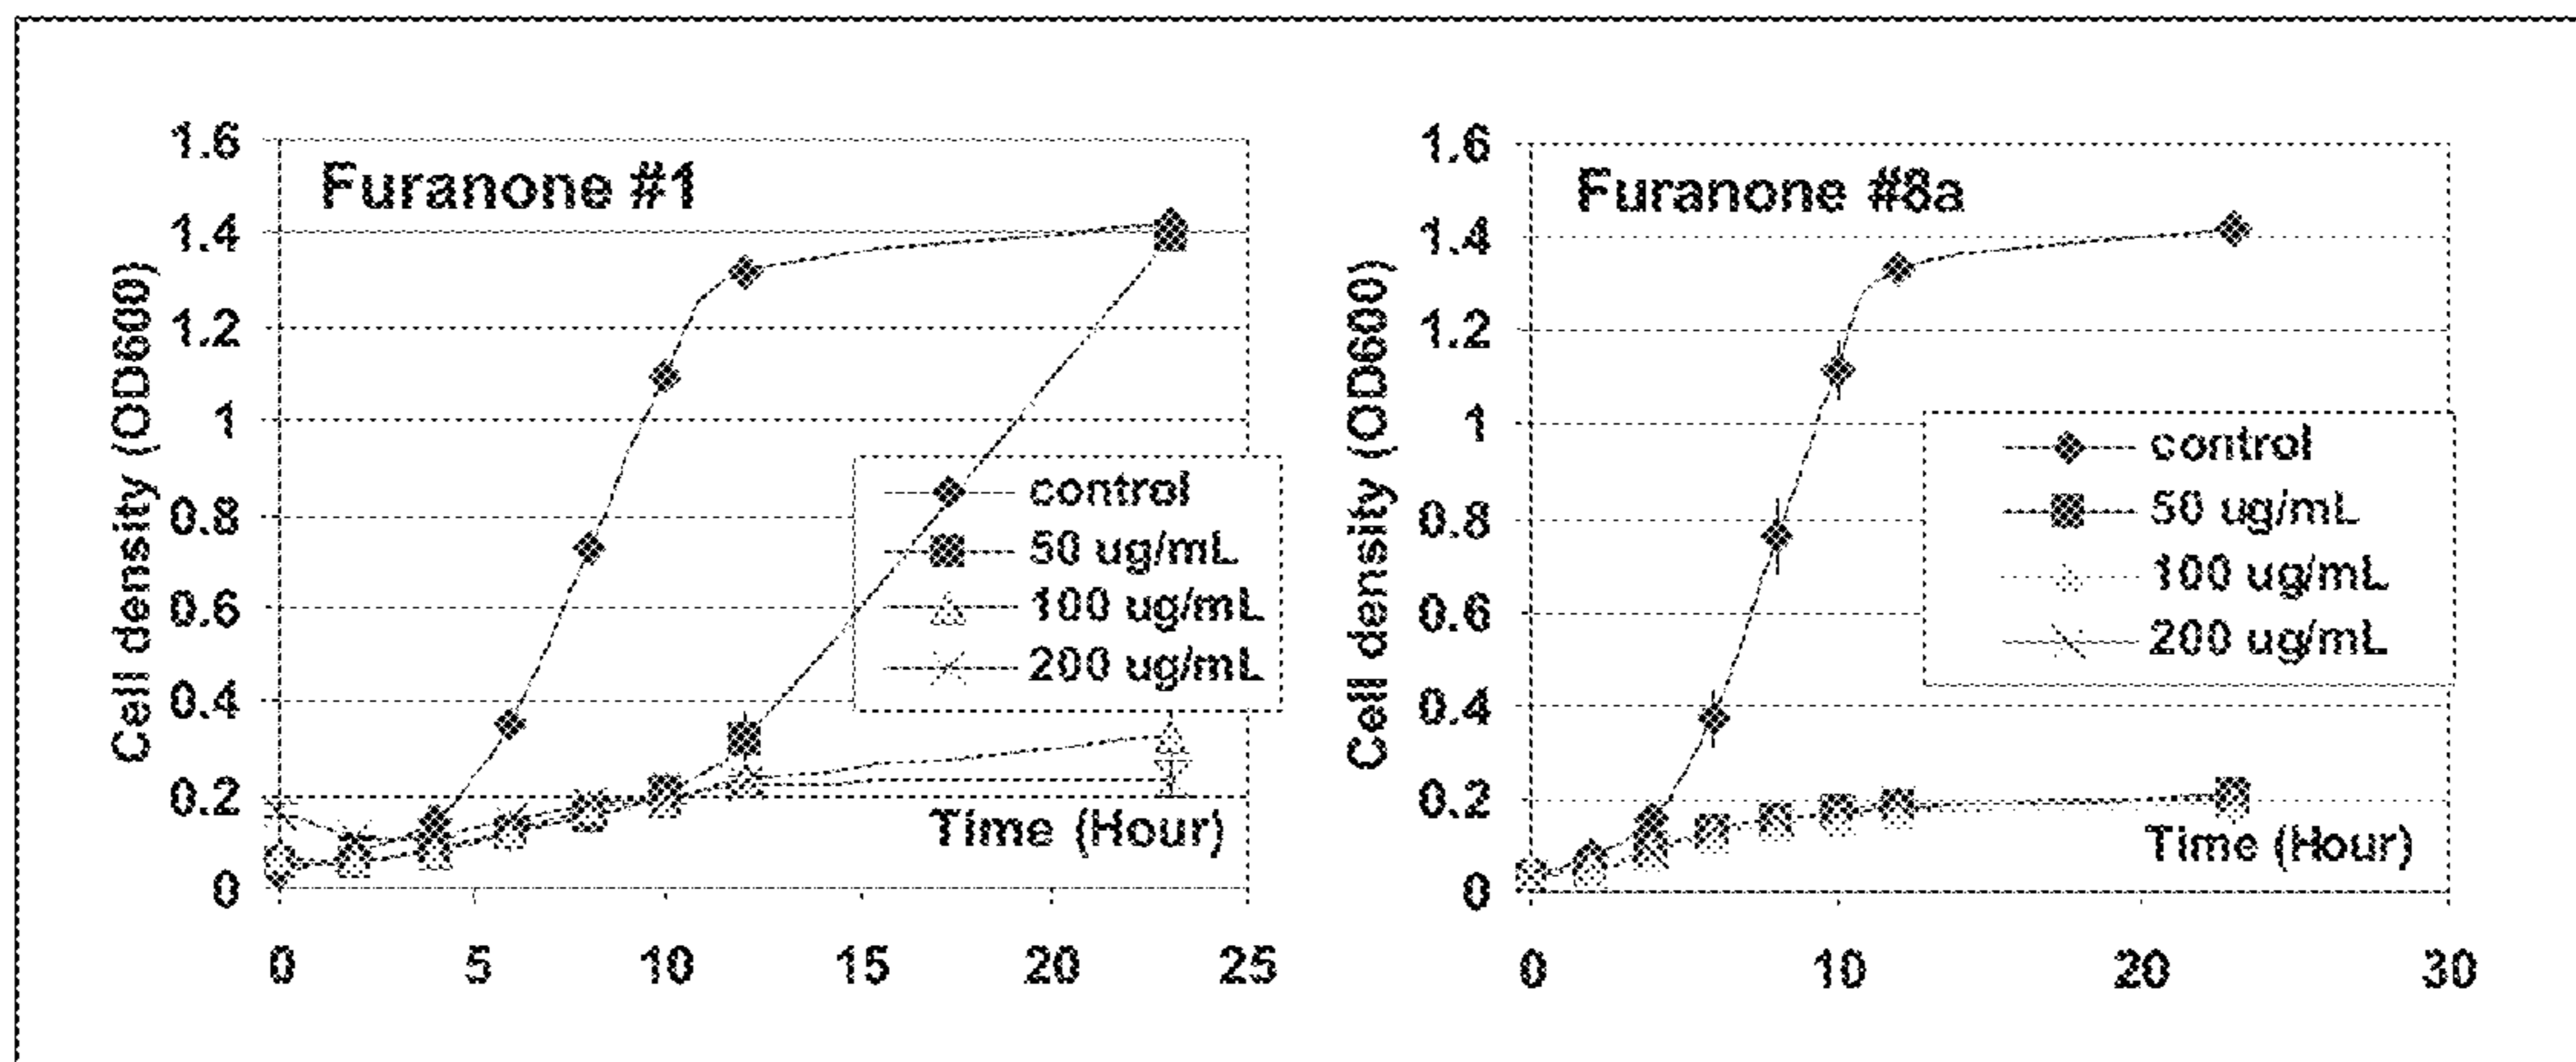 Furanone #1
Cell density (OD600)
1.6
1.4
1.2
1
0.8
0.6
0.4
0.2
0
control
50 ug/mL
100 ug/mL
200 ug/mL
Time (Hour)
0 5 10 15 20 25
Furanone #8a
Cell density (OD600)
1.6
1.4
1.2
1
0.8
0.6
0.4
0.2
0
control
50 ug/mL
100 ug/mL
200 ug/mL
Time (Hour)
0 10 20 30